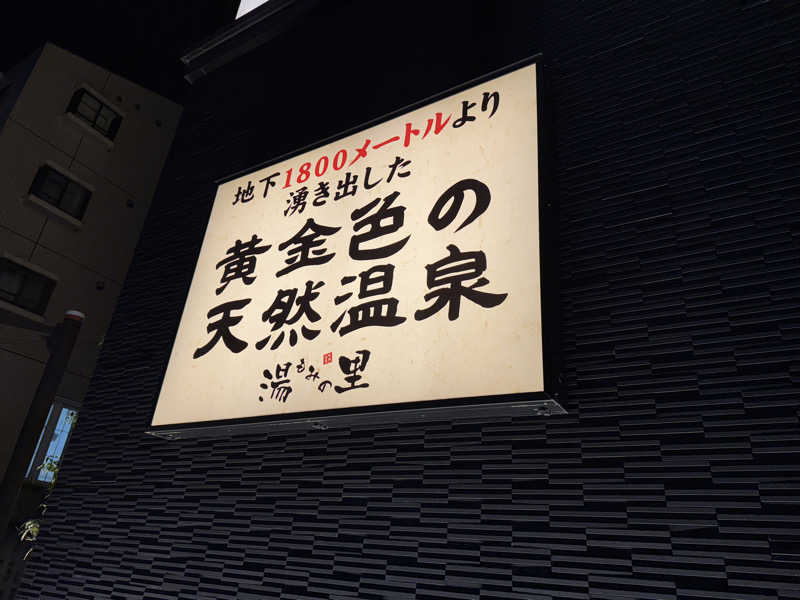 地下1800メートルより
湧き出した
黄金色の
天然温泉
湯もみの里